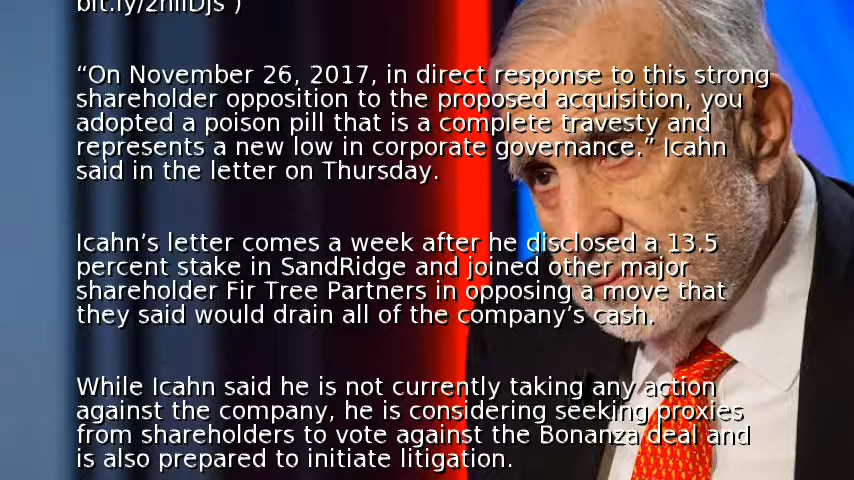 “On November 26, 2017, in direct response to this strong
shareholder opposition to the proposed acquisition, you
adopted a poison pill that is a complete travesty and
represents a new low in corporate governance.” Icahn
said in the letter on Thursday.
Icahn’s letter comes a week after he disclosed a 13.5
percent stake in SandRidge and joined other major
shareholder Fir Tree Partners in opposing a move that
they said would drain all of the company’s cash.
While Icahn said he is not currently taking any action
against the company, he is considering seeking proxies
from shareholders to vote against the Bonanza deal and
is also prepared to initiate litigation.